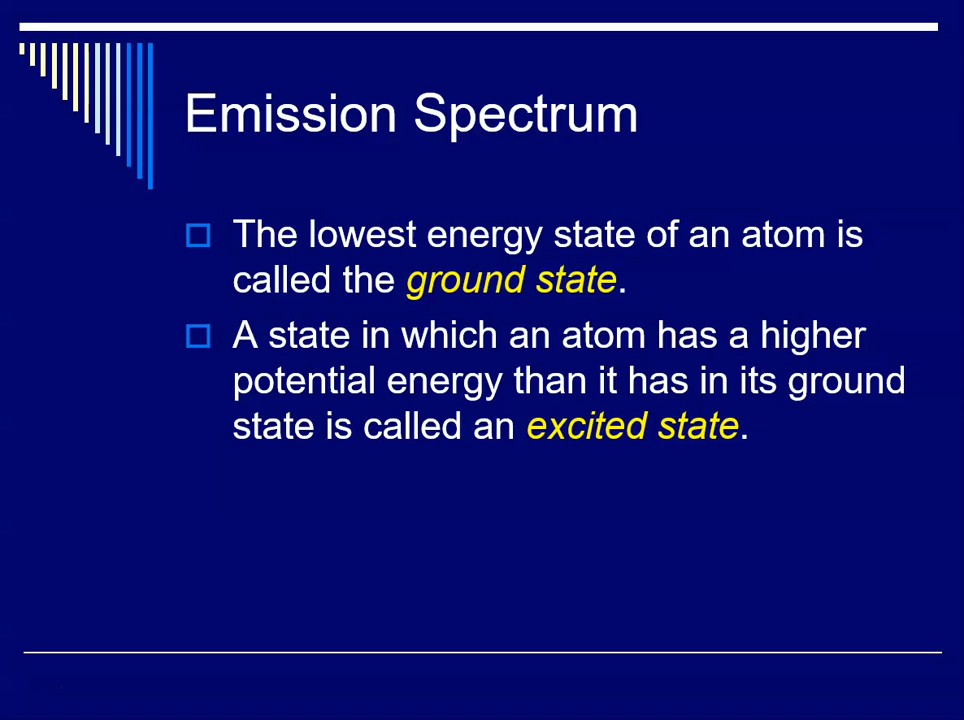 Emission Spectrum
The lowest energy state of an atom is
called the ground state.
A state in which an atom has a higher
potential energy than it has in its ground
state is called an excited state.